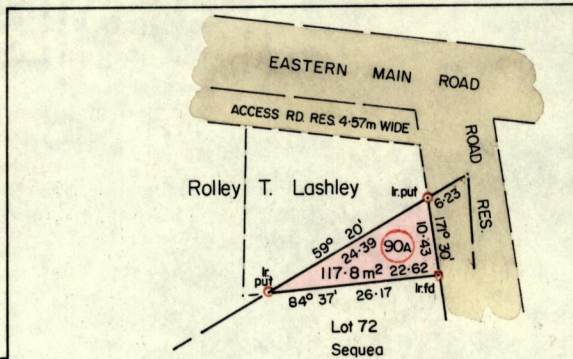 EASTERN MAIN ROAD
ACCESS RD. RES. 4·57m WIDE
ROAD RES.
Rolley T. Lashley
Ir. put
6·23
59° 20'
24·39
90A
10·43
171° 30'
Ir. put
117·8 m² 22·62
84° 37' 26·17
Ir. fd
Lot 72
Sequea